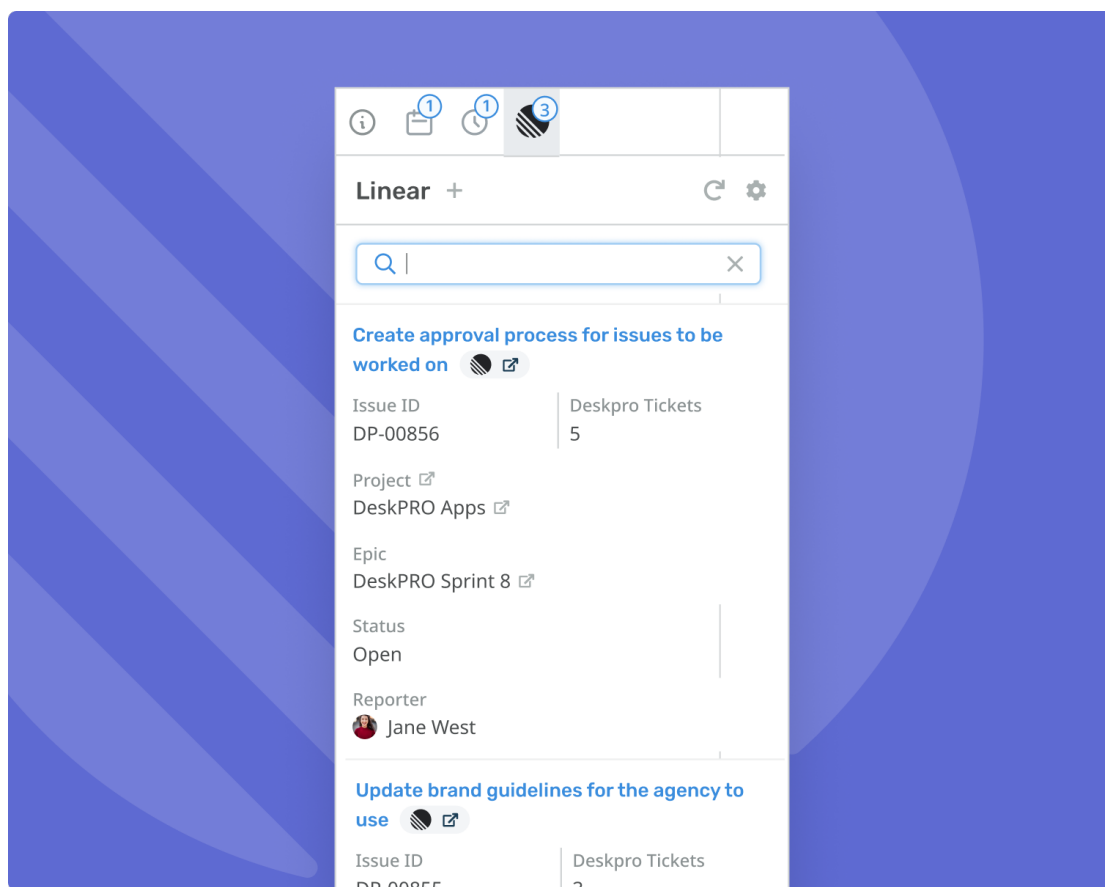 1 1 3
Linear
Create approval process for issues to be
worked on
Issue ID Deskpro Tickets
DP-00856 5
Project
DeskPRO Apps
Epic
DeskPRO Sprint 8
Status
Open
Reporter
Jane West
Update brand guidelines for the agency to
use
Issue ID Deskpro Tickets
DP-00855